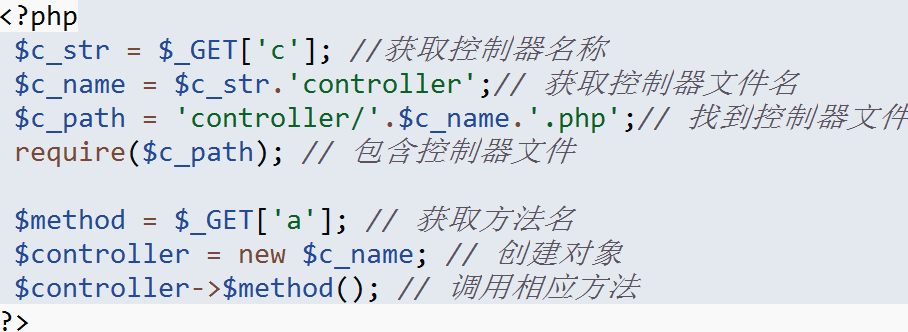 <?php
$c_str = $_GET['c']; //获取控制器名称
$c_name = $c_str.'controller';// 获取控制器文件名
$c_path = 'controller/'.$c_name.'.php';// 找到控制器文件
require($c_path); // 包含控制器文件
$method = $_GET['a']; // 获取方法名
$controller = new $c_name; // 创建对象
$controller->$method(); // 调用相应方法
?>